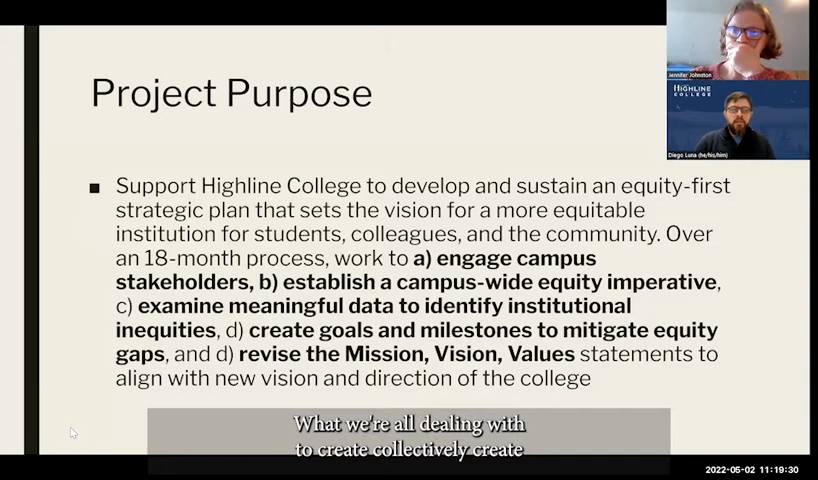 Project Purpose
Jennifer Johnston
HIGHLINE
COLLEGE
Diego Luna (he/his/him)
■ Support Highline College to develop and sustain an equity-first
strategic plan that sets the vision for a more equitable
institution for students, colleagues, and the community. Over
an 18-month process, work to a) engage campus
stakeholders, b) establish a campus-wide equity imperative,
c) examine meaningful data to identify institutional
inequities, d) create goals and milestones to mitigate equity
gaps, and d) revise the Mission, Vision, Values statements to
align with new vision and direction of the college
What we're all dealing with
to create collectively create
2022-05-02 11:19:30